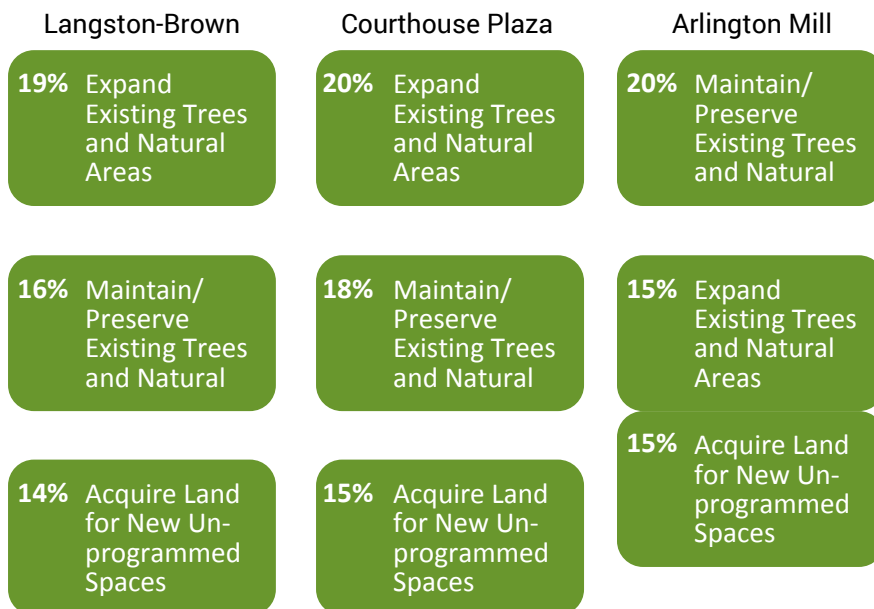 Langston-Brown
19% Expand
Existing Trees
and Natural
Areas
16% Maintain/
Preserve
Existing Trees
and Natural
14% Acquire Land
for New Un-
programmed
Spaces
Courthouse Plaza
20% Expand
Existing Trees
and Natural
Areas
18% Maintain/
Preserve
Existing Trees
and Natural
15% Acquire Land
for New Un-
programmed
Spaces
Arlington Mill
20% Maintain/
Preserve
Existing Trees
and Natural
15% Expand
Existing Trees
and Natural
Areas
15% Acquire Land
for New Un-
programmed
Spaces